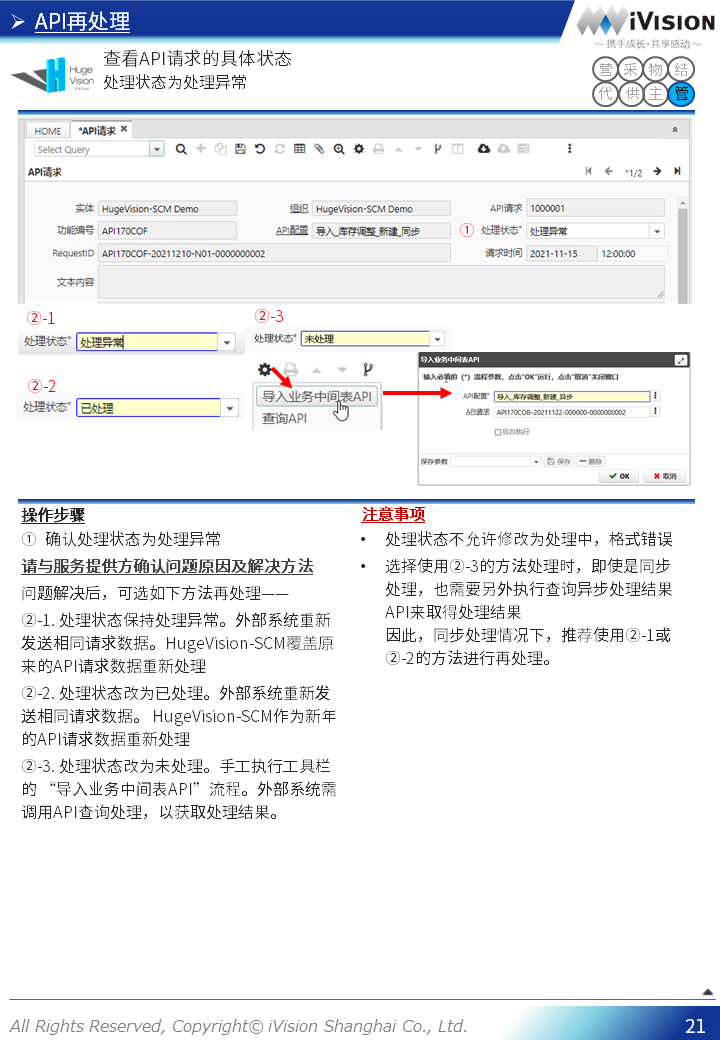 API再处理
iVision
～ 携手成长·共享感动 ～
Huge
Vision
查看API请求的具体状态
处理状态为处理异常
营 采 物 结
代 供 主 管
HOME *API请求
Select Query
API请求
*1/2
实体 HugeVision-SCM Demo 组织 HugeVision-SCM Demo API请求 1000001
功能编号 API170COF API配置 导入_库存调整_新建_同步 ① 处理状态* 处理异常
RequestID API170COF-20211210-N01-0000000002 请求时间 2021-11-15 12:00:00
文本内容
②-1
处理状态* 处理异常
②-2
处理状态* 已处理
②-3
处理状态* 未处理
导入业务中间表API
查询API
导入业务中间表API
输入必填的（*）流程参数，点击"OK"运行，点击"取消"关闭窗口
API配置* 导入_库存调整_新建_异步
API请求 API170COB-20211122-000000-0000000002
后台执行
保存参数 保存 删除
OK 取消
操作步骤
① 确认处理状态为处理异常
请与服务提供方确认问题原因及解决方法
问题解决后，可选如下方法再处理——
②-1. 处理状态保持处理异常。外部系统重新
发送相同请求数据。HugeVision-SCM覆盖原
来的API请求数据重新处理
②-2. 处理状态改为已处理。外部系统重新发
送相同请求数据。 HugeVision-SCM作为新年
的API请求数据重新处理
②-3. 处理状态改为未处理。手工执行工具栏
的 “导入业务中间表API”流程。外部系统需
调用API查询处理，以获取处理结果。
注意事项
• 处理状态不允许修改为处理中，格式错误
• 选择使用②-3的方法处理时，即使是同步
处理，也需要另外执行查询异步处理结果
API来取得处理结果
因此，同步处理情况下，推荐使用②-1或
②-2的方法进行再处理。
All Rights Reserved, Copyright© iVision Shanghai Co., Ltd.
21